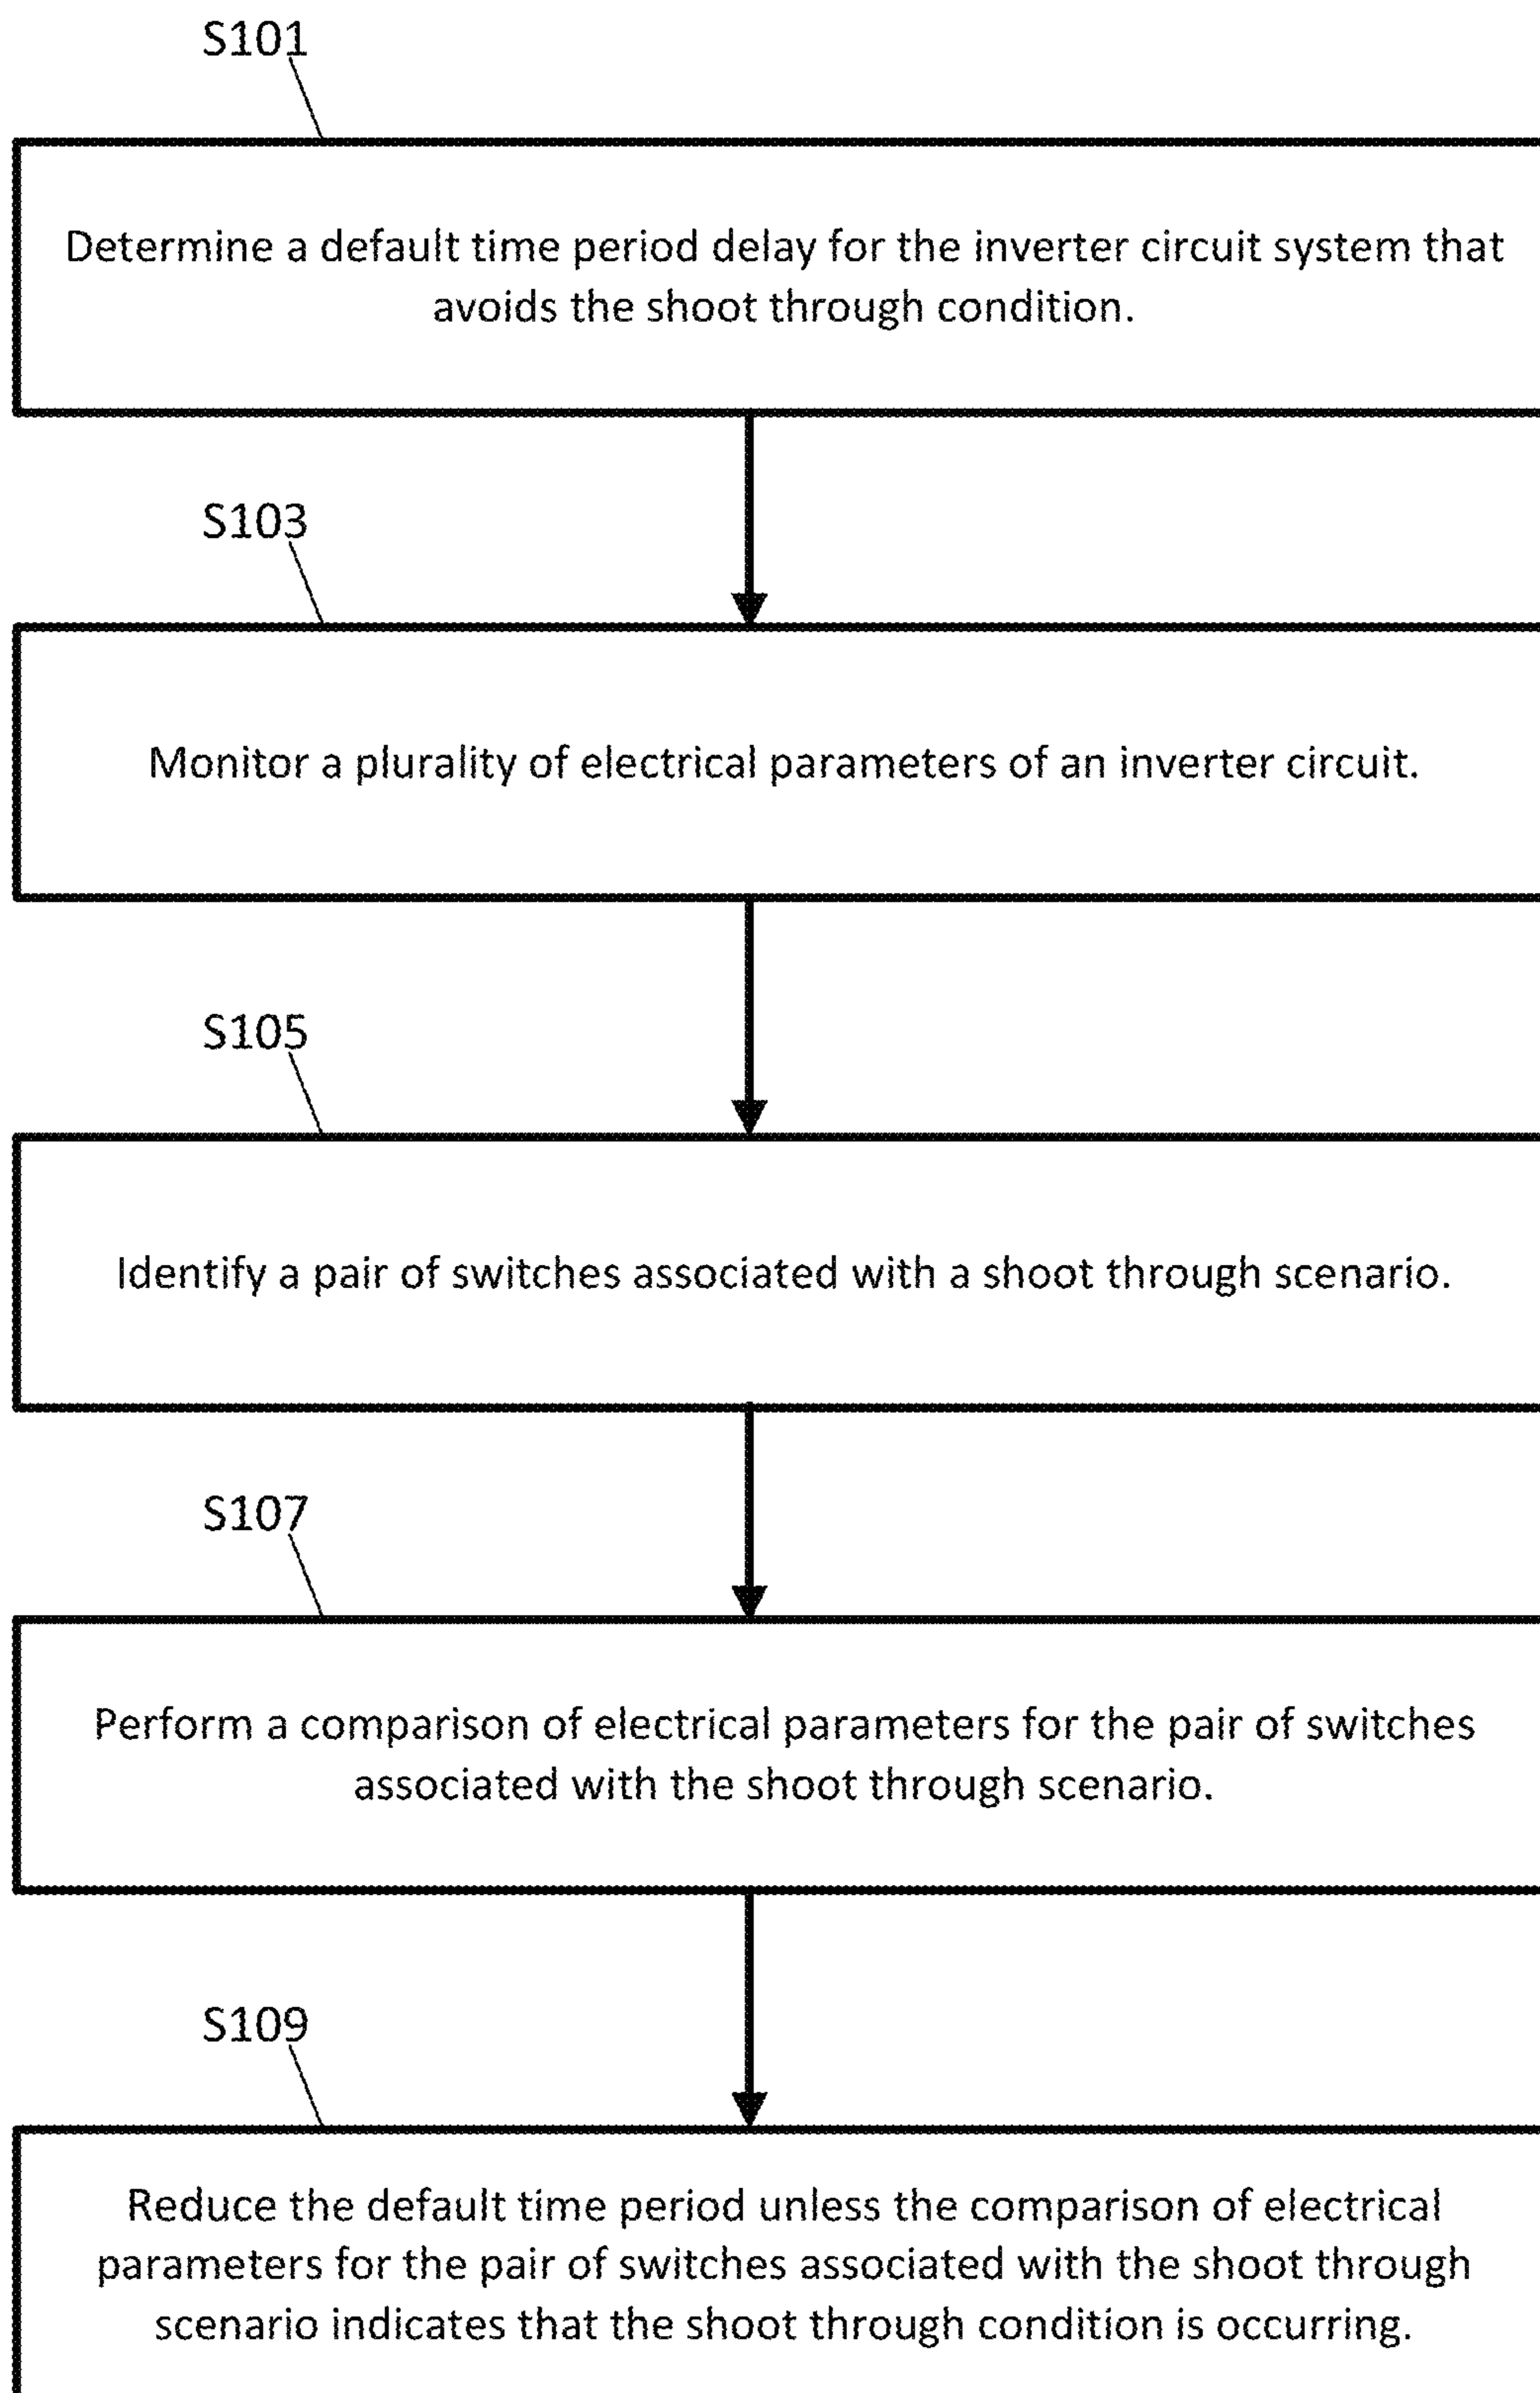 S101
Determine a default time period delay for the inverter circuit system that
avoids the shoot through condition.
S103
Monitor a plurality of electrical parameters of an inverter circuit.
S105
Identify a pair of switches associated with a shoot through scenario.
S107
Perform a comparison of electrical parameters for the pair of switches
associated with the shoot through scenario.
S109
Reduce the default time period unless the comparison of electrical
parameters for the pair of switches associated with the shoot through
scenario indicates that the shoot through condition is occurring.